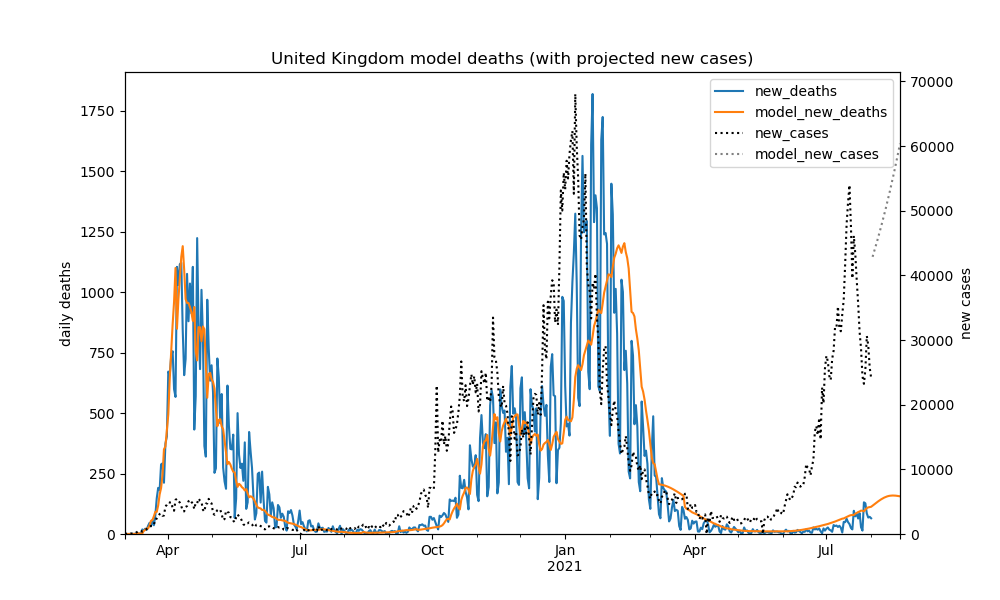 United Kingdom model deaths (with projected new cases)
new_deaths
model_new_deaths
new_cases
model_new_cases
daily deaths
1750
1500
1250
1000
750
500
250
0
70000
60000
50000
40000
30000
20000
10000
0
new cases
Apr
Jul
Oct
Jan
2021
Apr
Jul